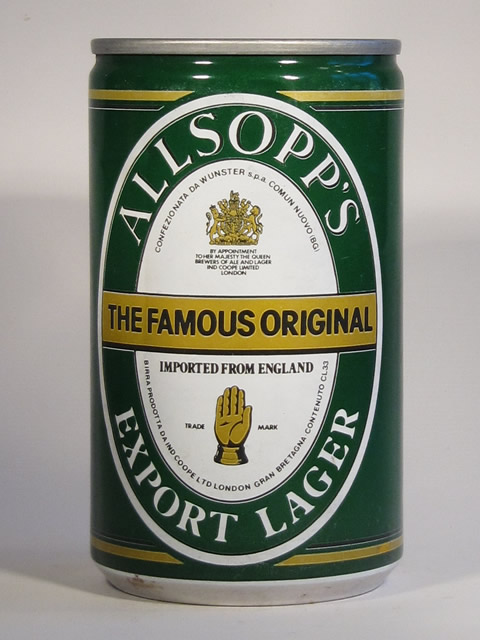 ALLSOPP'S
CONFEZIONATA DA WUNSTER s.p.a. COMUN NUOVO (BG)
BY APPOINTMENT
TO HER MAJESTY THE QUEEN
BREWERS OF ALE AND LAGER
IND COOPE LIMITED
LONDON
THE FAMOUS ORIGINAL
IMPORTED FROM ENGLAND
TRADE MARK
BIRRA PRODOTTA DA IND COOPE LTD LONDON GRAN BRETAGNA CONTENUTO CL33
EXPORT LAGER